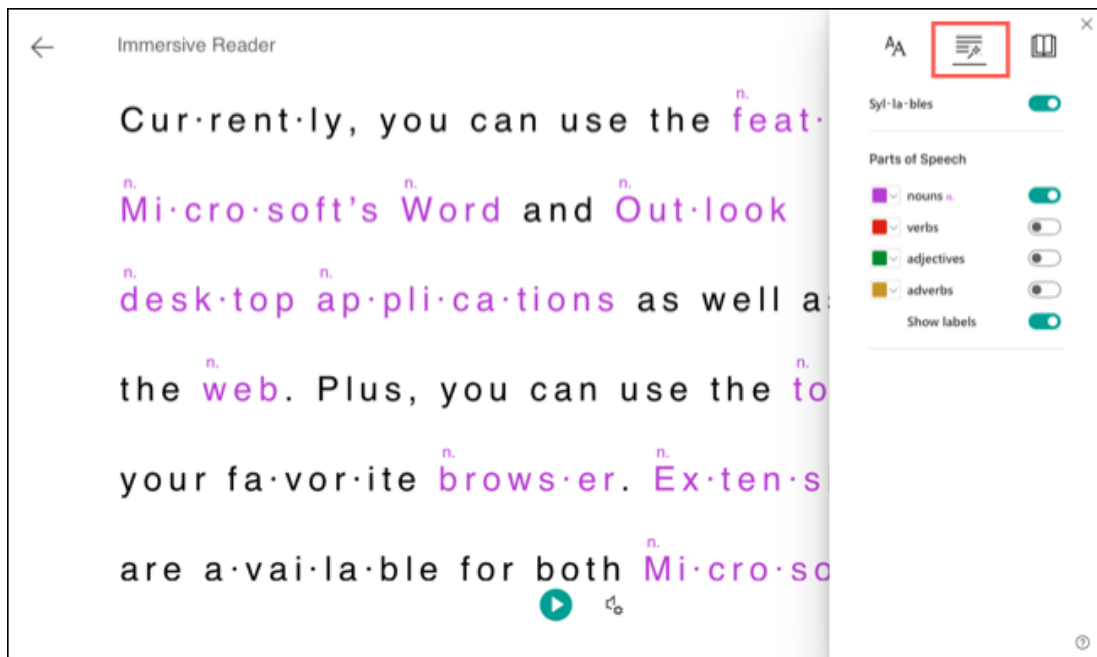 Immersive Reader
n.
Cur·rent·ly, you can use the feat·
n. n. n.
Mi·cro·soft's Word and Out·look
n. n.
desk·top ap·pli·ca·tions as well as
n. n.
the web. Plus, you can use the to
n. n.
your fa·vor·ite brows·er. Ex·ten·si
n.
are a·vai·la·ble for both Mi·cro·so
AA
Syl·la·bles
Parts of Speech
nouns n.
verbs
adjectives
adverbs
Show labels